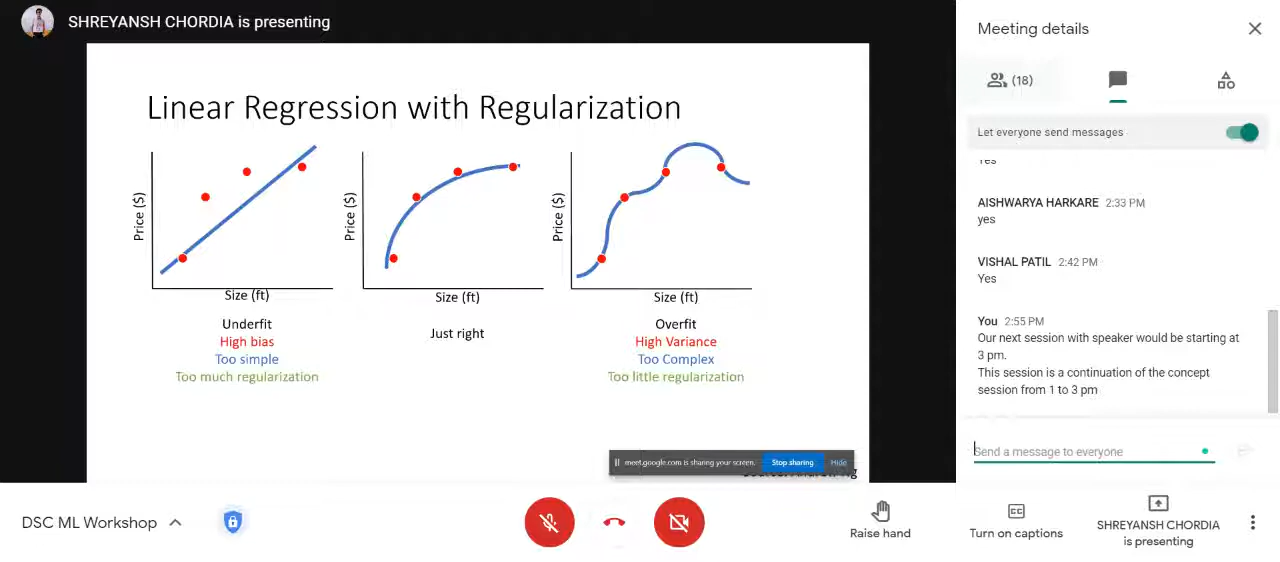 SHREYANSH CHORDIA is presenting
Linear Regression with Regularization
Price ($)
Size (ft)
Underfit
High bias
Too simple
Too much regularization
Price ($)
Size (ft)
Just right
Price ($)
Size (ft)
Overfit
High Variance
Too Complex
Too little regularization
meet.google.com is sharing your screen.
Stop sharing
Hide
Meeting details
(18)
Let everyone send messages
Yes
AISHWARYA HARKARE 2:33 PM
yes
VISHAL PATIL 2:42 PM
Yes
You 2:55 PM
Our next session with speaker would be starting at
3 pm.
This session is a continuation of the concept
session from 1 to 3 pm
Send a message to everyone
DSC ML Workshop
Raise hand
CC
Turn on captions
SHREYANSH CHORDIA
is presenting